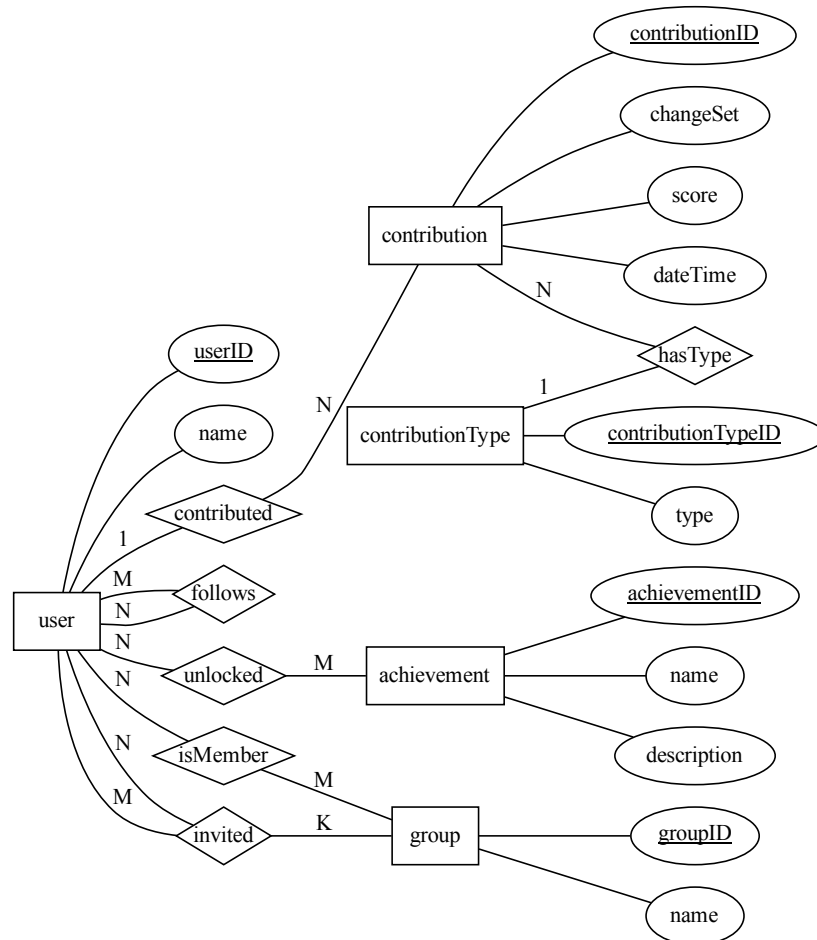 contributionID
changeSet
score
contribution
dateTime
N
hasType
userID
1
N
contributionType
contributionTypeID
name
contributed
type
1
M
follows
N
achievementID
user
N
unlocked
M
achievement
name
N
isMember
description
N
M
M
invited
K
group
groupID
name